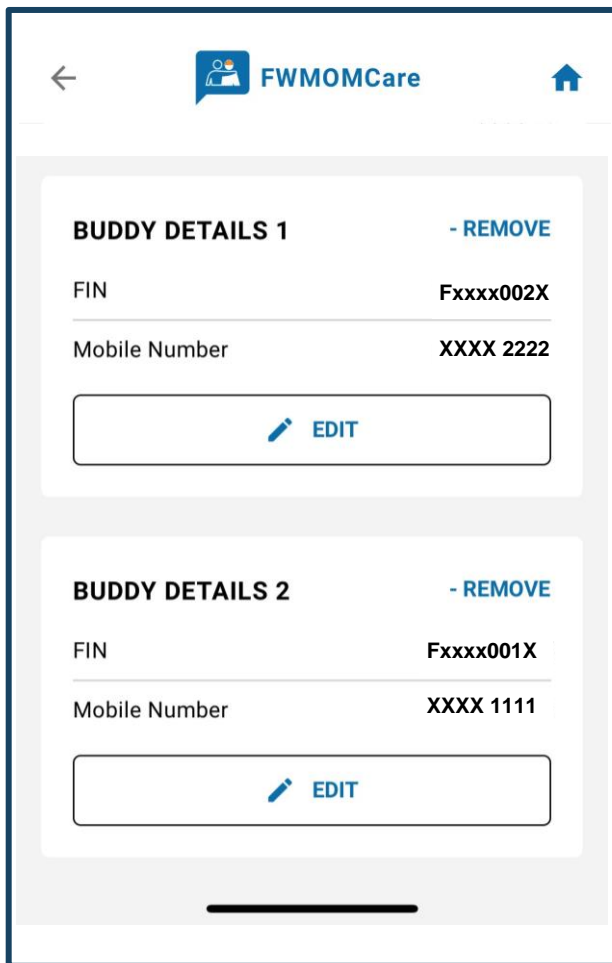 FWMOMCare
BUDDY DETAILS 1 - REMOVE
FIN Fxxxx002X
Mobile Number XXXX 2222
EDIT
BUDDY DETAILS 2 - REMOVE
FIN Fxxxx001X
Mobile Number XXXX 1111
EDIT